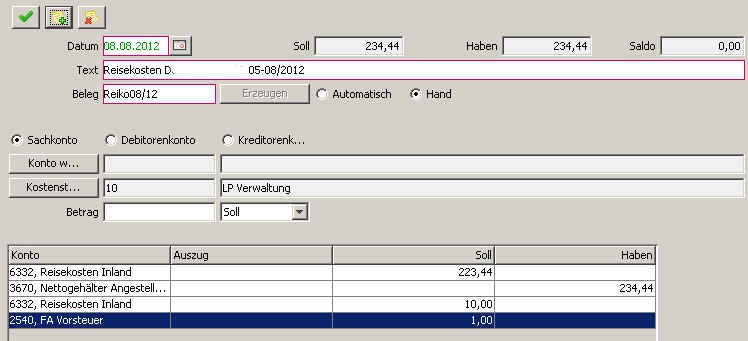 Datum 08.08.2012 Soll 234,44 Haben 234,44 Saldo 0,00
Text Reisekosten D. 05-08/2012
Beleg Reiko08/12 Erzeugen Automatisch Hand
Sachkonto Debitorenkonto Kreditorenk...
Konto w...
Kostenst... 10 LP Verwaltung
Betrag Soll
Konto Auszug Soll Haben
6332, Reisekosten Inland 223,44
3670, Nettogehälter Angestell... 234,44
6332, Reisekosten Inland 10,00
2540, FA Vorsteuer 1,00